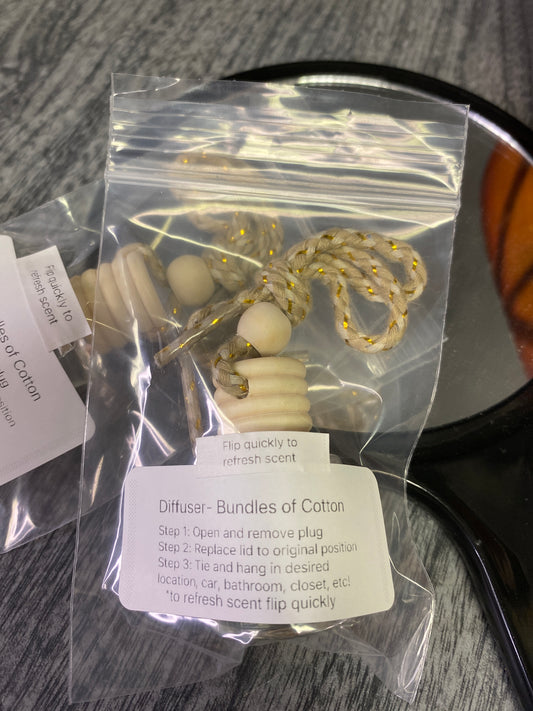 Flip quickly to
refresh scent
les of Cotton
lug
position
Flip quickly to
refresh scent
Diffuser- Bundles of Cotton
Step 1: Open and remove plug
Step 2: Replace lid to original position
Step 3: Tie and hang in desired
location, car, bathroom, closet, etc!
*to refresh scent flip quickly